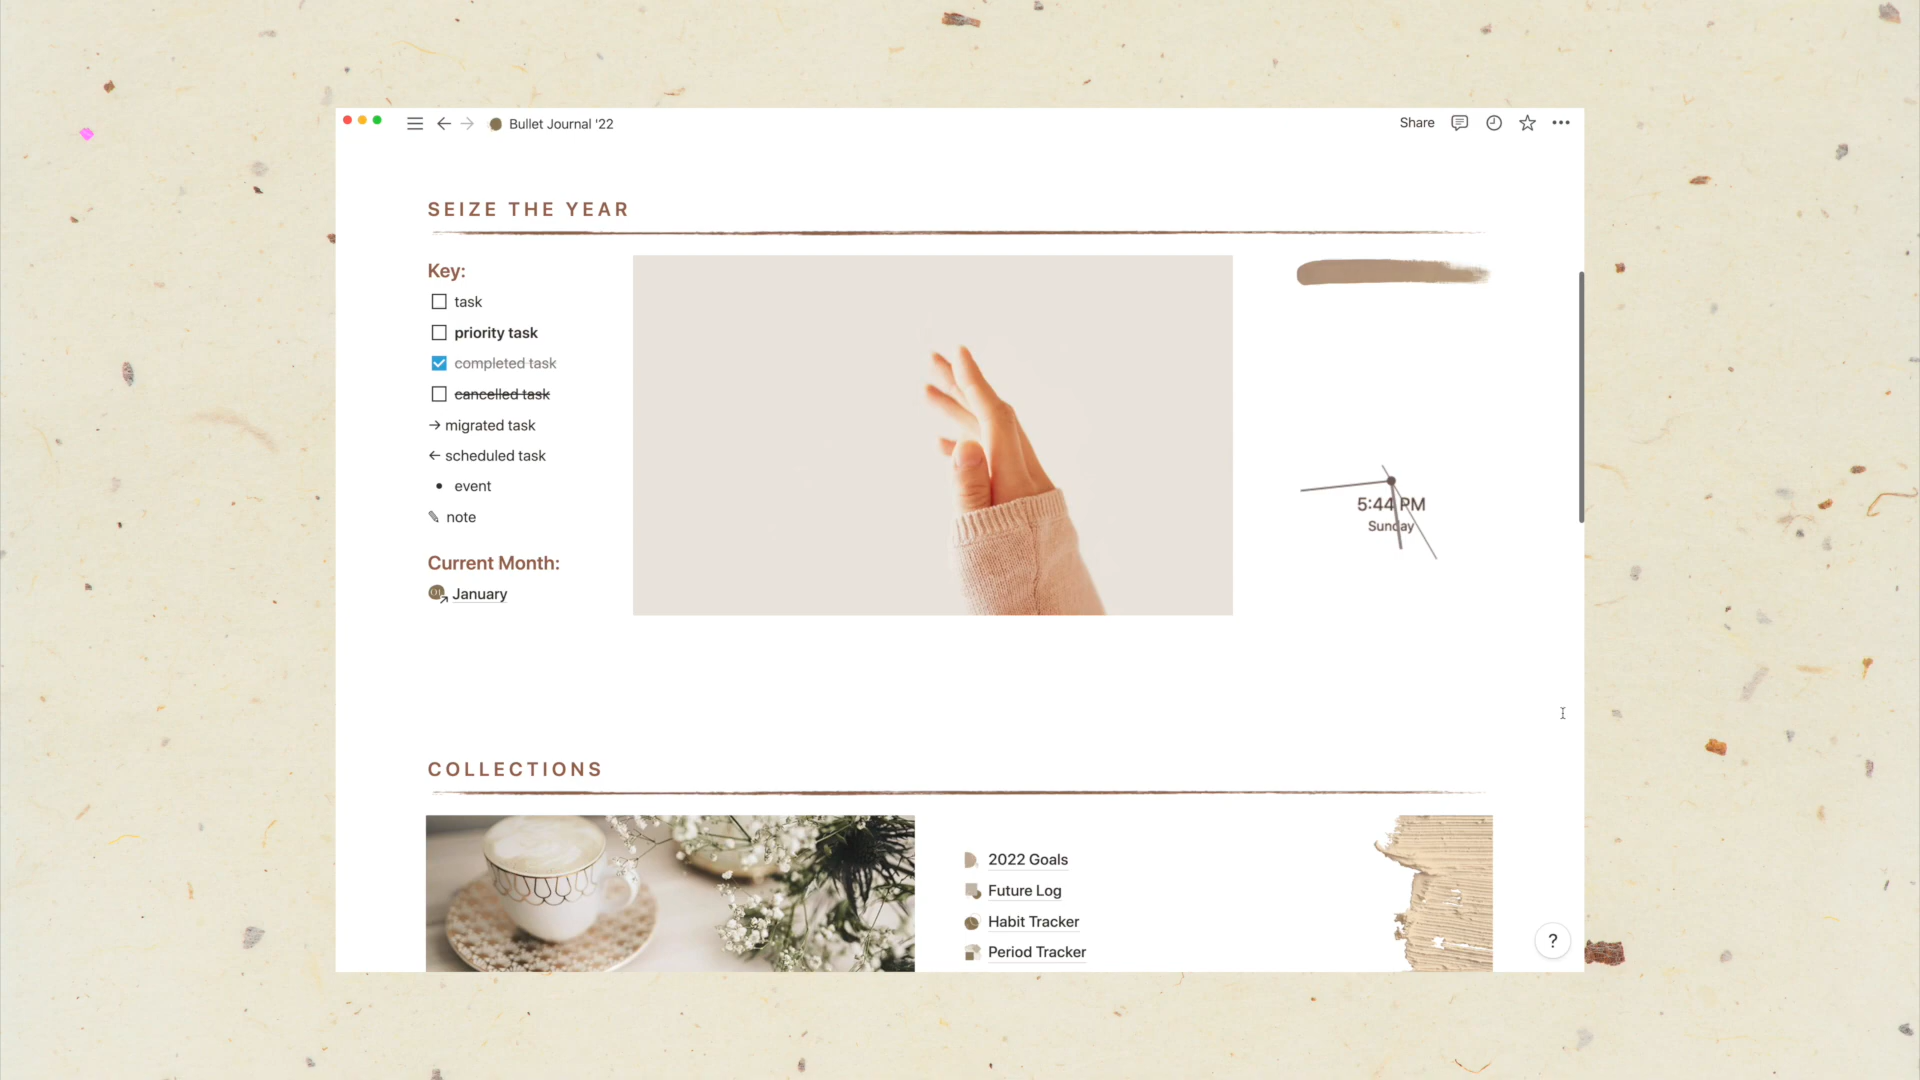 Bullet Journal '22
Share
SEIZE THE YEAR
Key:
task
priority task
completed task
cancelled task
→ migrated task
← scheduled task
• event
✎ note
Current Month:
January
5:44 PM
Sunday
COLLECTIONS
2022 Goals
Future Log
Habit Tracker
Period Tracker
?